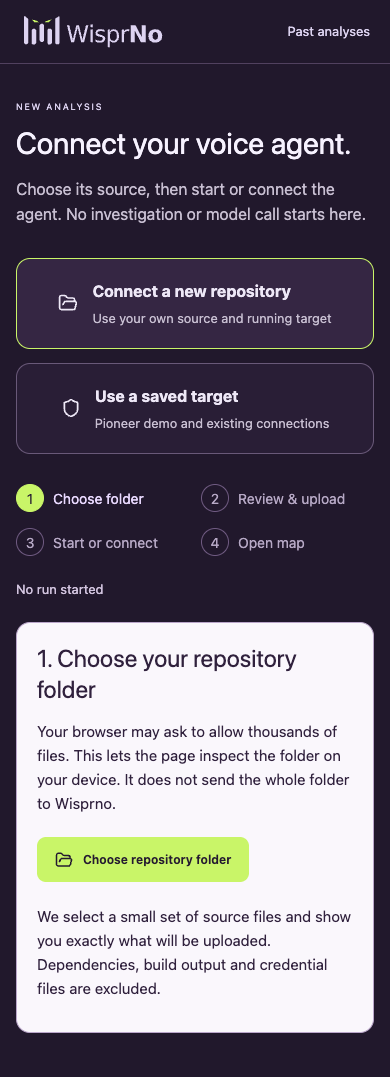 WisprNo
Past analyses
NEW ANALYSIS
Connect your voice agent.
Choose its source, then start or connect the
agent. No investigation or model call starts here.
Connect a new repository
Use your own source and running target
Use a saved target
Pioneer demo and existing connections
1 Choose folder
2 Review & upload
3 Start or connect
4 Open map
No run started
1. Choose your repository
folder
Your browser may ask to allow thousands of
files. This lets the page inspect the folder on
your device. It does not send the whole folder
to Wisprno.
Choose repository folder
We select a small set of source files and show
you exactly what will be uploaded.
Dependencies, build output and credential
files are excluded.